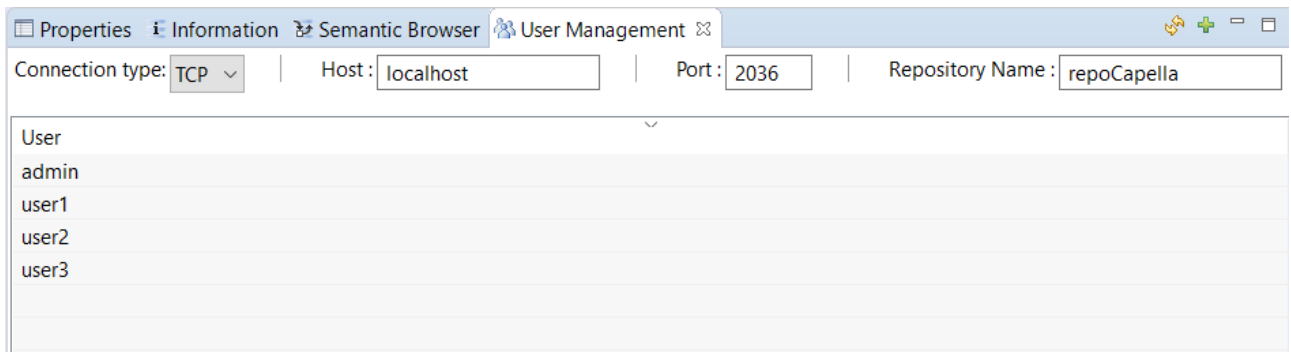 Properties Information Semantic Browser User Management
Connection type: TCP Host : localhost Port : 2036 Repository Name : repoCapella
User
admin
user1
user2
user3